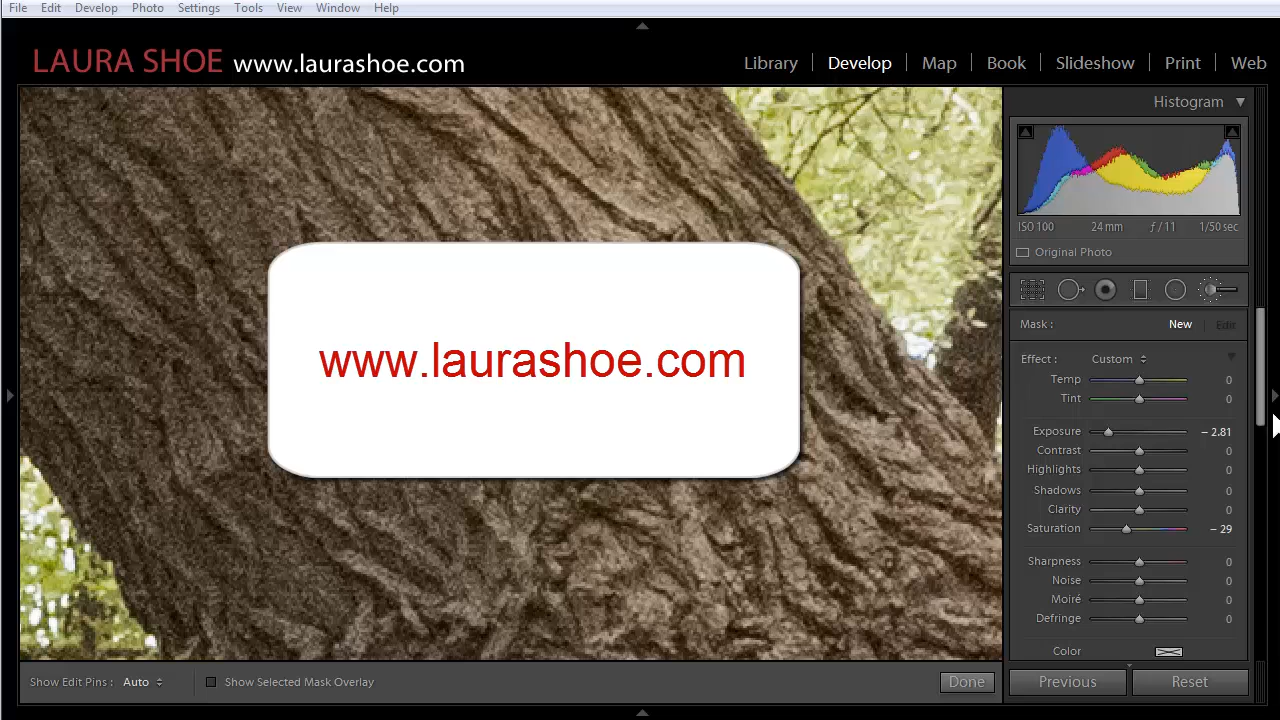 File Edit Develop Photo Settings Tools View Window Help
LAURA SHOE www.laurashoe.com
Library Develop Map Book Slideshow Print Web
Histogram
ISO 100 24 mm ƒ / 11 1/50 sec
Original Photo
Mask : New Edit
Effect : Custom
Temp 0
Tint 0
Exposure – 2.81
Contrast 0
Highlights 0
Shadows 0
Clarity 0
Saturation – 29
Sharpness 0
Noise 0
Moiré 0
Defringe 0
Color
www.laurashoe.com
Show Edit Pins : Auto Show Selected Mask Overlay Done Previous Reset